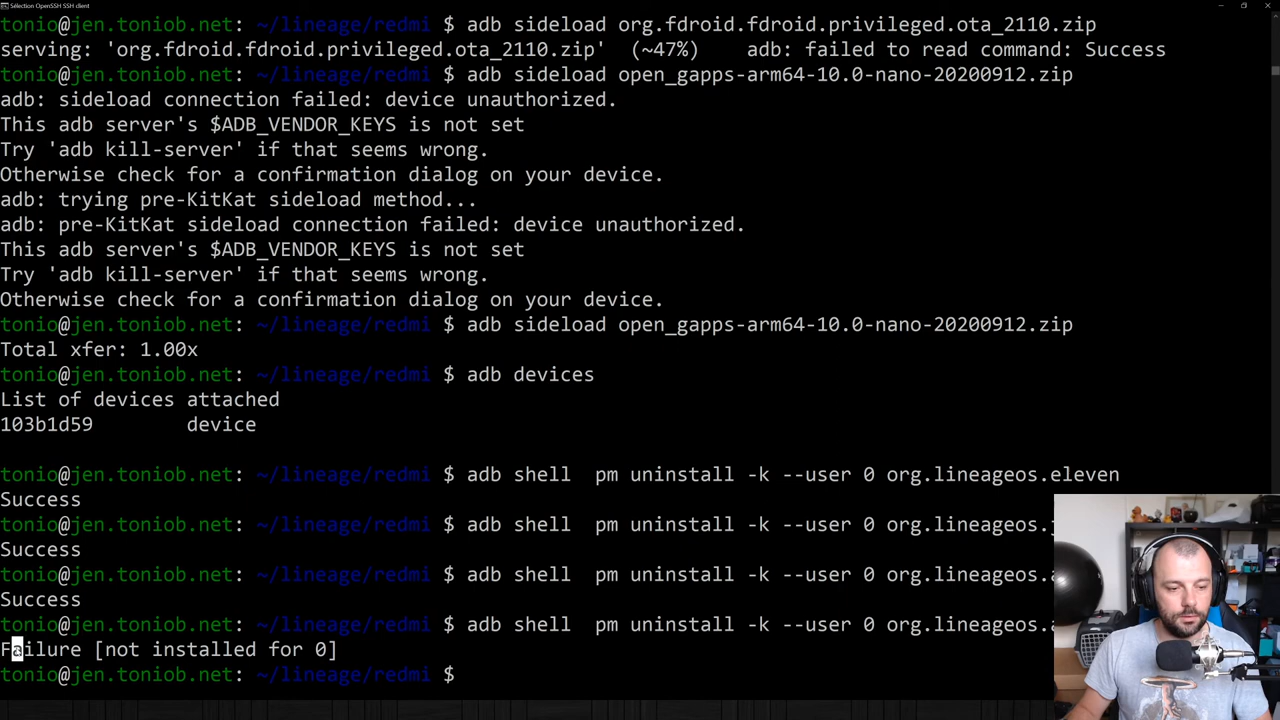 Sélection OpenSSH SSH client
tonio@jen.toniob.net: ~/lineage/redmi $ adb sideload org.fdroid.fdroid.privileged.ota_2110.zip
serving: 'org.fdroid.fdroid.privileged.ota_2110.zip'  (~47%)    adb: failed to read command: Success
tonio@jen.toniob.net: ~/lineage/redmi $ adb sideload open_gapps-arm64-10.0-nano-20200912.zip
adb: sideload connection failed: device unauthorized.
This adb server's $ADB_VENDOR_KEYS is not set
Try 'adb kill-server' if that seems wrong.
Otherwise check for a confirmation dialog on your device.
adb: trying pre-KitKat sideload method...
adb: pre-KitKat sideload connection failed: device unauthorized.
This adb server's $ADB_VENDOR_KEYS is not set
Try 'adb kill-server' if that seems wrong.
Otherwise check for a confirmation dialog on your device.
tonio@jen.toniob.net: ~/lineage/redmi $ adb sideload open_gapps-arm64-10.0-nano-20200912.zip
Total xfer: 1.00x
tonio@jen.toniob.net: ~/lineage/redmi $ adb devices
List of devices attached
103b1d59        device
tonio@jen.toniob.net: ~/lineage/redmi $ adb shell  pm uninstall -k --user 0 org.lineageos.eleven
Success
tonio@jen.toniob.net: ~/lineage/redmi $ adb shell  pm uninstall -k --user 0 org.lineageos.
Success
tonio@jen.toniob.net: ~/lineage/redmi $ adb shell  pm uninstall -k --user 0 org.lineageos.
Success
tonio@jen.toniob.net: ~/lineage/redmi $ adb shell  pm uninstall -k --user 0 org.lineageos.
Failure [not installed for 0]
tonio@jen.toniob.net: ~/lineage/redmi $